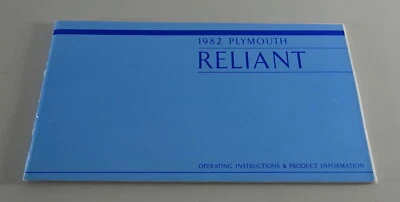 1982 PLYMOUTH
RELIANT
OPERATING INSTRUCTIONS & PRODUCT INFORMATION